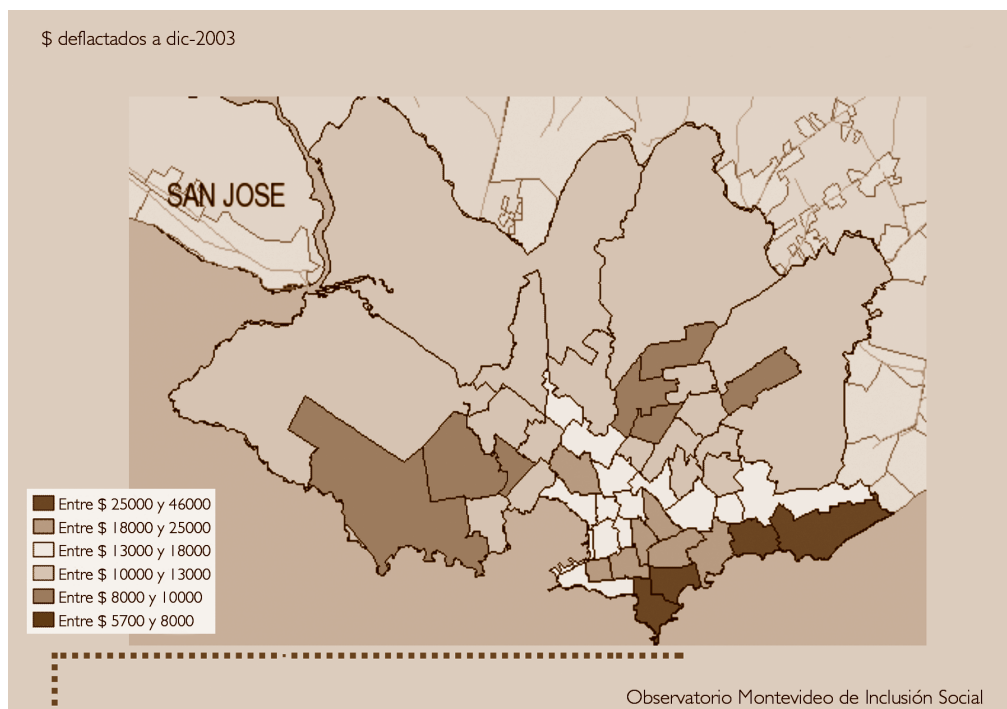 $ deflactados a dic-2003
SAN JOSE
Entre $ 25000 y 46000
Entre $ 18000 y 25000
Entre $ 13000 y 18000
Entre $ 10000 y 13000
Entre $ 8000 y 10000
Entre $ 5700 y 8000
Observatorio Montevideo de Inclusión Social